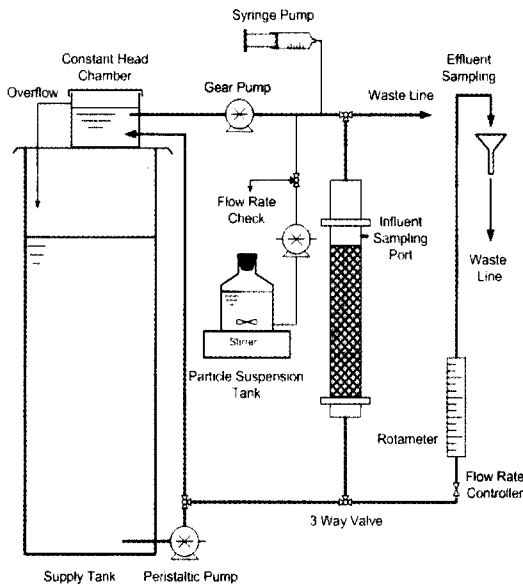 Syringe Pump
Constant Head
Chamber
Overflow
Gear Pump
Waste Line
Effluent
Sampling
Flow Rate
Check
Influent
Sampling
Port
Waste
Line
Stirrer
Particle Suspension
Tank
Rotameter
Flow Rate
Controller
3 Way Valve
Supply Tank
Peristaltic Pump